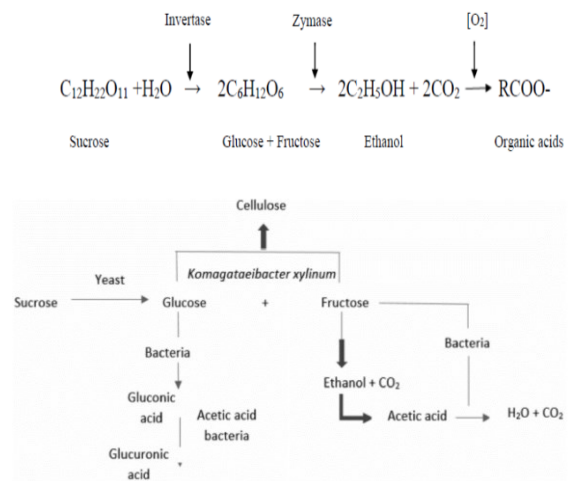 Invertase Zymase [O₂]
C₁₂H₂₂O₁₁ +H₂O → 2C₆H₁₂O₆ → 2C₂H₅OH + 2CO₂ → RCOO-
Sucrose Glucose + Fructose Ethanol Organic acids
Cellulose
Komagataeibacter xylinum
Yeast
Sucrose Glucose + Fructose
Bacteria
Bacteria
Ethanol + CO₂
Gluconic
acid
Acetic acid
bacteria
Acetic acid
H₂O + CO₂
Glucuronic
acid